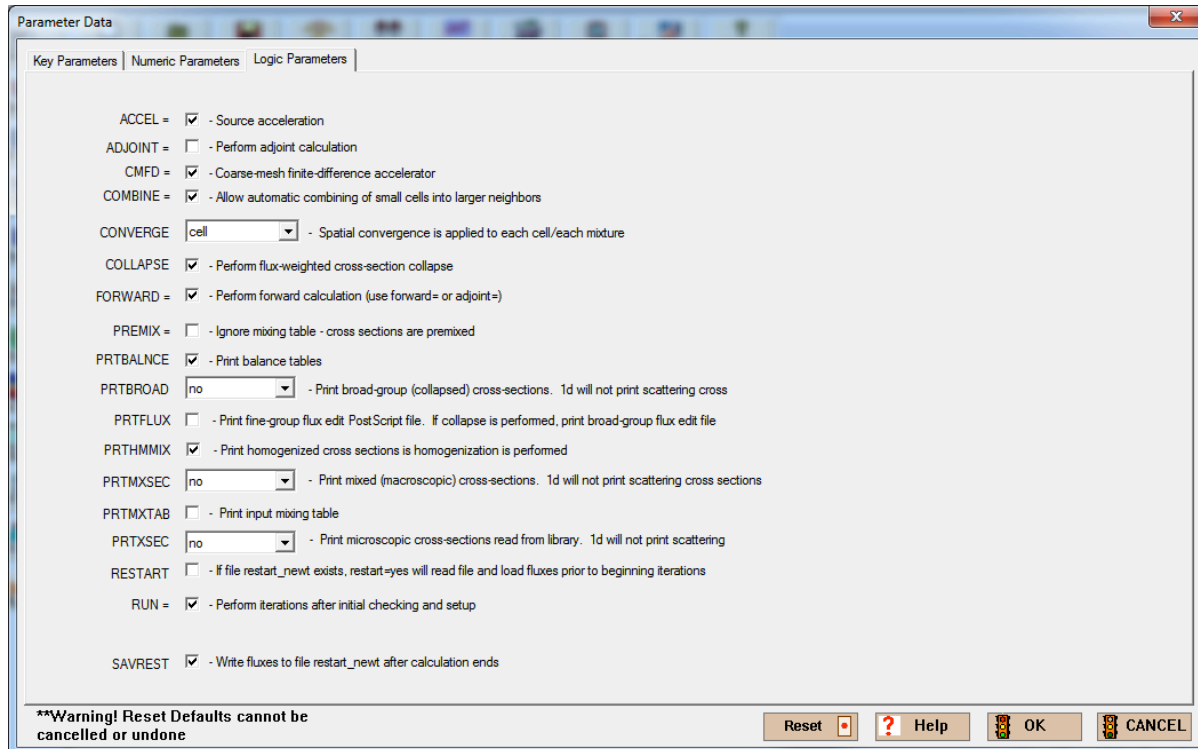 Parameter Data
x
Key Parameters Numeric Parameters Logic Parameters
ACCEL = - Source acceleration
ADJOINT = - Perform adjoint calculation
CMFD = - Coarse-mesh finite-difference accelerator
COMBINE = - Allow automatic combining of small cells into larger neighbors
CONVERGE cell - Spatial convergence is applied to each cell/each mixture
COLLAPSE - Perform flux-weighted cross-section collapse
FORWARD = - Perform forward calculation (use forward= or adjoint=)
PREMIX = - Ignore mixing table - cross sections are premixed
PRTBALNCE - Print balance tables
PRTBROAD no - Print broad-group (collapsed) cross-sections. 1d will not print scattering cross
PRTFLUX - Print fine-group flux edit PostScript file. If collapse is performed, print broad-group flux edit file
PRTHMMIX - Print homogenized cross sections is homogenization is performed
PRTMXSEC no - Print mixed (macroscopic) cross-sections. 1d will not print scattering cross sections
PRTMXTAB - Print input mixing table
PRTXSEC no - Print microscopic cross-sections read from library. 1d will not print scattering
RESTART - If file restart_newt exists, restart=yes will read file and load fluxes prior to beginning iterations
RUN = - Perform iterations after initial checking and setup
SAVREST - Write fluxes to file restart_newt after calculation ends
**Warning! Reset Defaults cannot be
cancelled or undone
Reset ? Help OK CANCEL